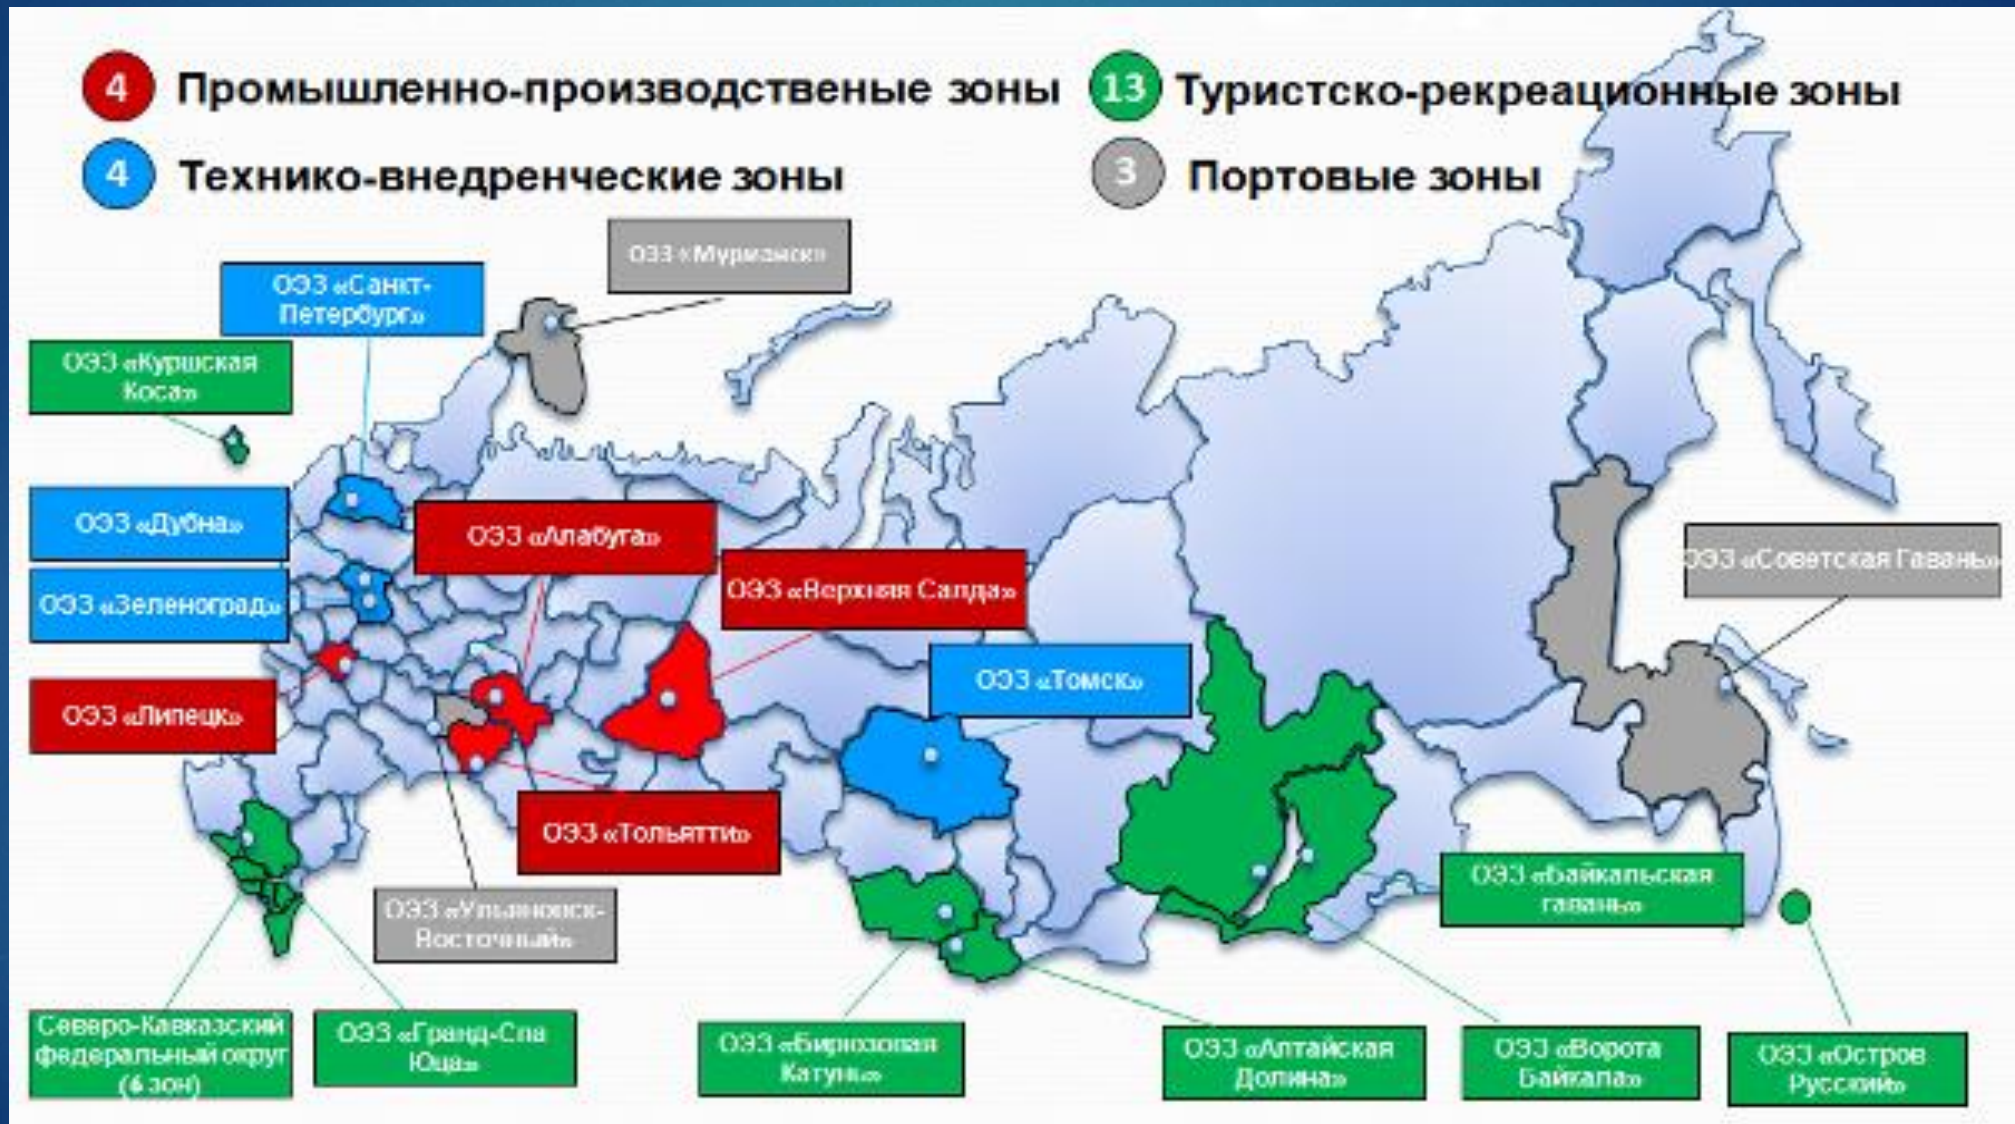 4 Промышленно-производственые зоны
13 Туристско-рекреационные зоны
4 Технико-внедренческие зоны
3 Портовые зоны
ОЭЗ «Мурманск»
ОЭЗ «Санкт-
Петербург»
ОЭЗ «Куршская
Коса»
ОЭЗ «Дубна»
ОЭЗ «Алабуга»
ОЭЗ «Советская Гавань»
ОЭЗ «Верхняя Салда»
ОЭЗ «Зеленоград»
ОЭЗ «Томск»
ОЭЗ «Липецк»
ОЭЗ «Тольятти»
ОЭЗ «Байкальская
гавань»
ОЭЗ «Ульяновск-
Восточный»
Северо-Кавказский
федеральный округ
(6 зон)
ОЭЗ «Гранд-Спа
Юца»
ОЭЗ «Бирюзовая
Катунь»
ОЭЗ «Алтайская
Долина»
ОЭЗ «Ворота
Байкала»
ОЭЗ «Остров
Русский»